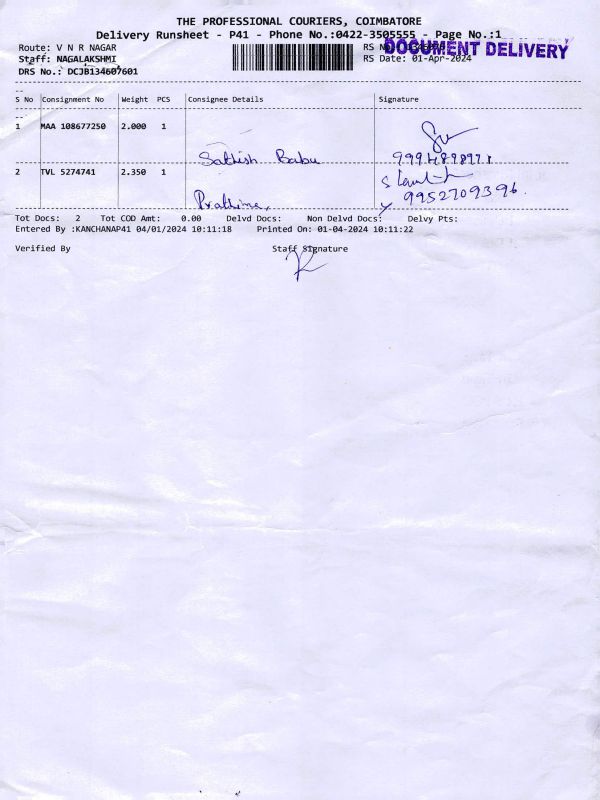 THE PROFESSIONAL COURIERS, COIMBATORE
Delivery Runsheet - P41 - Phone No.:0422-3505555 - Page No.:1
Route: V N R NAGAR
RS No
DOCUMENT DELIVERY
Staff: NAGALAKSHMI
RS Date: 01-Apr-2024
DRS No.: DCJB134607601
S No Consignment No Weight PCS Consignee Details Signature
1 MAA 108677250 2.000 1
Sathish Babu
2 TVL 5274741 2.350 1
9952709396
Prathima
Tot Docs: 2 Tot COD Amt: 0.00 Delvd Docs: Non Delvd Docs: Delvy Pts:
Entered By :KANCHANAP41 04/01/2024 10:11:18 Printed On: 01-04-2024 10:11:22
Verified By Staff Signature